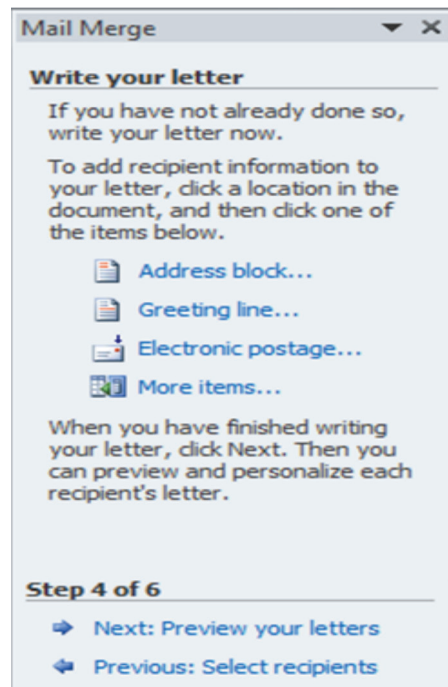 Mail Merge
Write your letter
If you have not already done so,
write your letter now.
To add recipient information to
your letter, click a location in the
document, and then click one of
the items below.
Address block...
Greeting line...
Electronic postage...
More items...
When you have finished writing
your letter, click Next. Then you
can preview and personalize each
recipient's letter.
Step 4 of 6
Next: Preview your letters
Previous: Select recipients